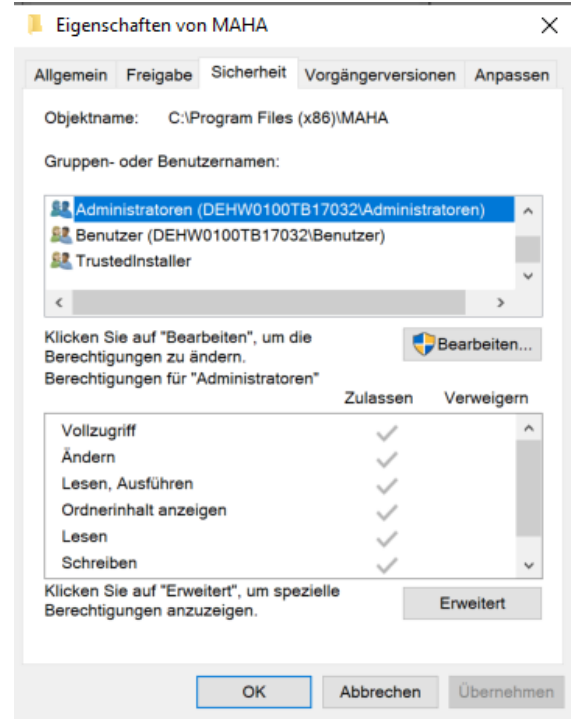 Eigenschaften von MAHA
Allgemein Freigabe Sicherheit Vorgängerversionen Anpassen
Objektname: C:\Program Files (x86)\MAHA
Gruppen- oder Benutzernamen:
Administratoren (DEHW0100TB17032\Administratoren)
Benutzer (DEHW0100TB17032\Benutzer)
TrustedInstaller
Klicken Sie auf "Bearbeiten", um die
Berechtigungen zu ändern.
Bearbeiten...
Berechtigungen für "Administratoren"
Zulassen Verweigern
Vollzugriff
Ändern
Lesen, Ausführen
Ordnerinhalt anzeigen
Lesen
Schreiben
Klicken Sie auf "Erweitert", um spezielle
Berechtigungen anzuzeigen.
Erweitert
OK Abbrechen Übernehmen